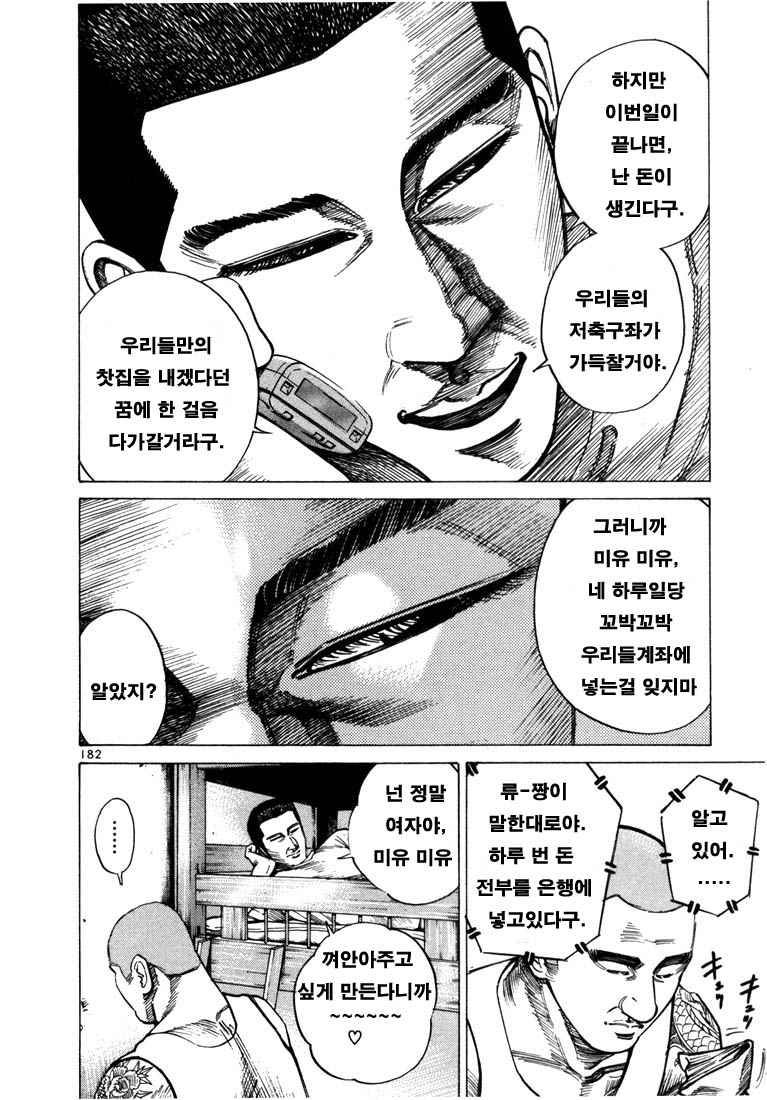 하지만
이번일이
끝나면,
난 돈이
생긴다구.
우리들의
저축구좌가
가득찰거야.
우리들만의
찻집을 내겠다던
꿈에 한 걸음
다가갈거라구.
그러니까
미유 미유,
네 하루일당
꼬박꼬박
우리들계좌에
넣는걸 잊지마
알았지?
182
알고
있어.
·····
류-짱이
말한대로야.
하루 번 돈
전부를 은행에
넣고있다구.
キュッ
キュッ
넌 정말
여자야,
미유 미유
껴안아주고
싶게 만든다니까
~~~~~~
♡
······